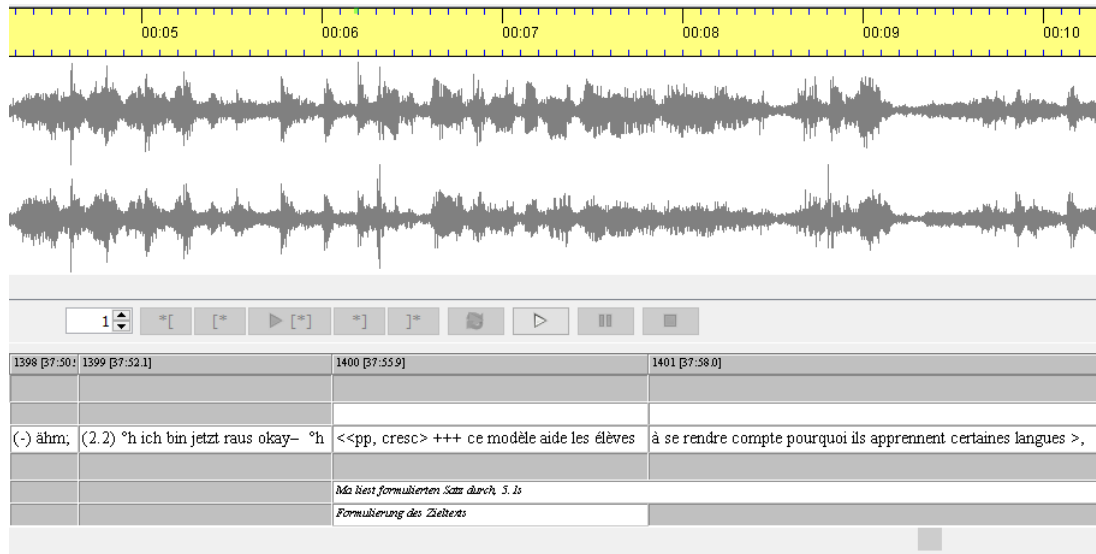 00:05 00:06 00:07 00:08 00:09 00:10
1 *[ [* [*] *] ]*
1398 [37:50. 1399 [37:52.1] 1400 [37:55.9] 1401 [37:58.0]
(-) ähm; (2.2) °h ich bin jetzt raus okay– °h <<pp, cresc> +++ ce modèle aide les élèves à se rendre compte pourquoi ils apprennent certaines langues >,
Ma liest formulierten Satz durch, 5.1s
Formulierung des Zieltexts